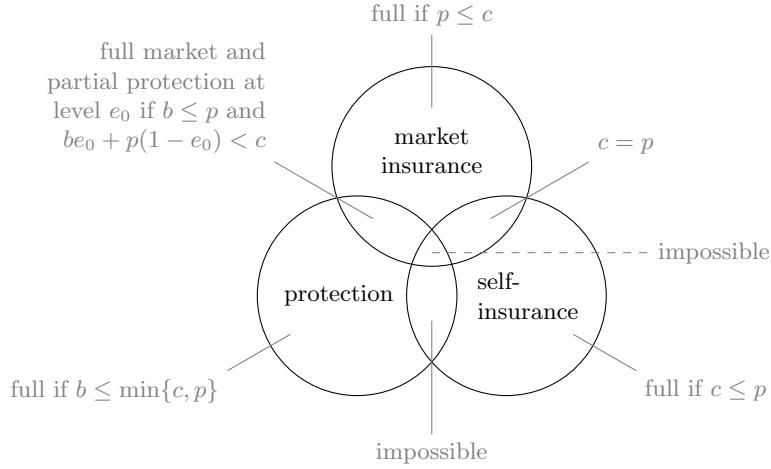 full if p ≤ c
full market and
partial protection at
level e₀ if b ≤ p and
be₀ + p(1 − e₀) < c
market
insurance
c = p
impossible
protection
self-
insurance
full if b ≤ min{c, p}
full if c ≤ p
impossible